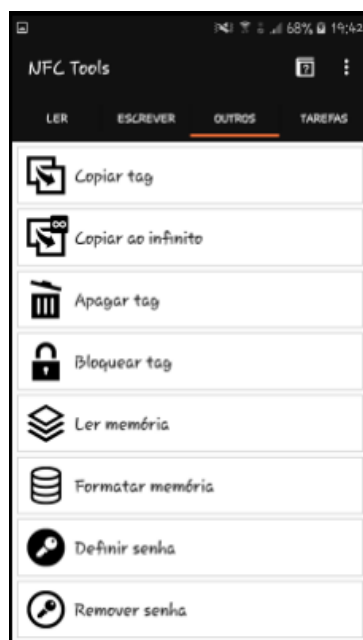 68% 19:42
NFC Tools
LER ESCREVER OUTROS TAREFAS
Copiar tag
Copiar ao infinito
Apagar tag
Bloquear tag
Ler memória
Formatar memória
Definir senha
Remover senha